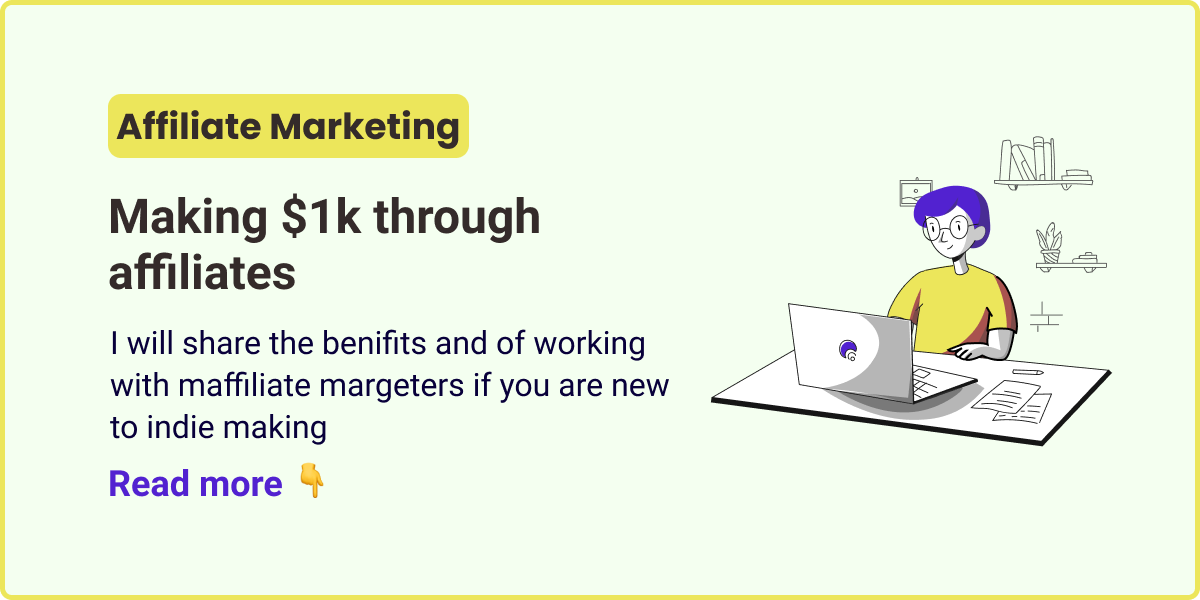 Affiliate Marketing
Making $1k through
affiliates
I will share the benifits and of working
with maffiliate margeters if you are new
to indie making
Read more 👇